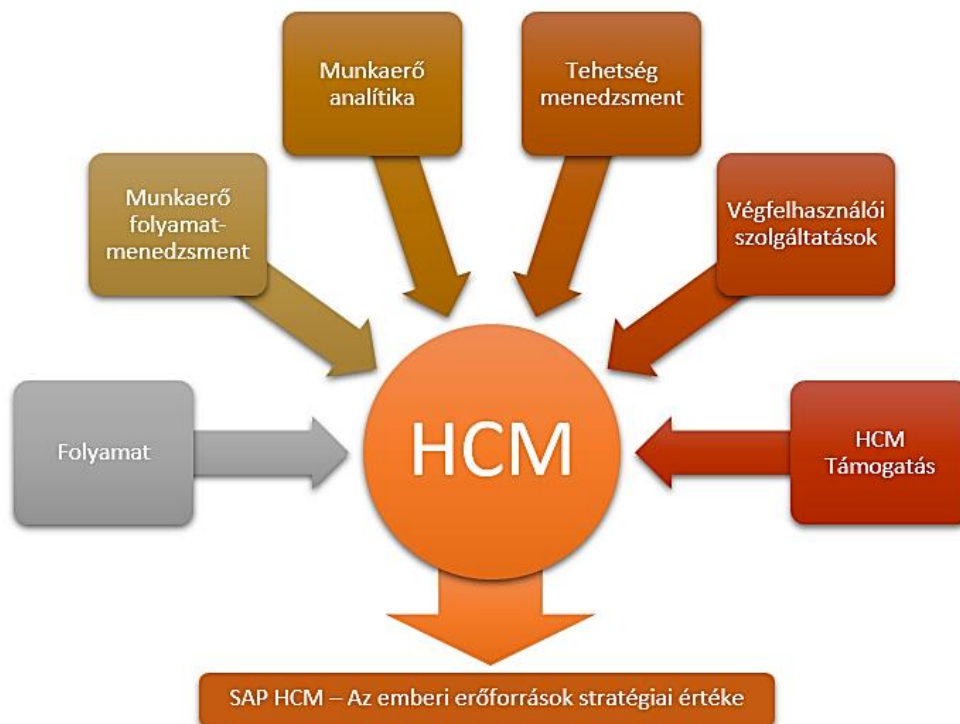 Munkaerő
analítika
Tehetség
menedzsment
Munkaerő
folyamat-
menedzsment
Végfelhasználói
szolgáltatások
Folyamat
HCM
HCM
Támogatás
SAP HCM – Az emberi erőforrások stratégiai értéke